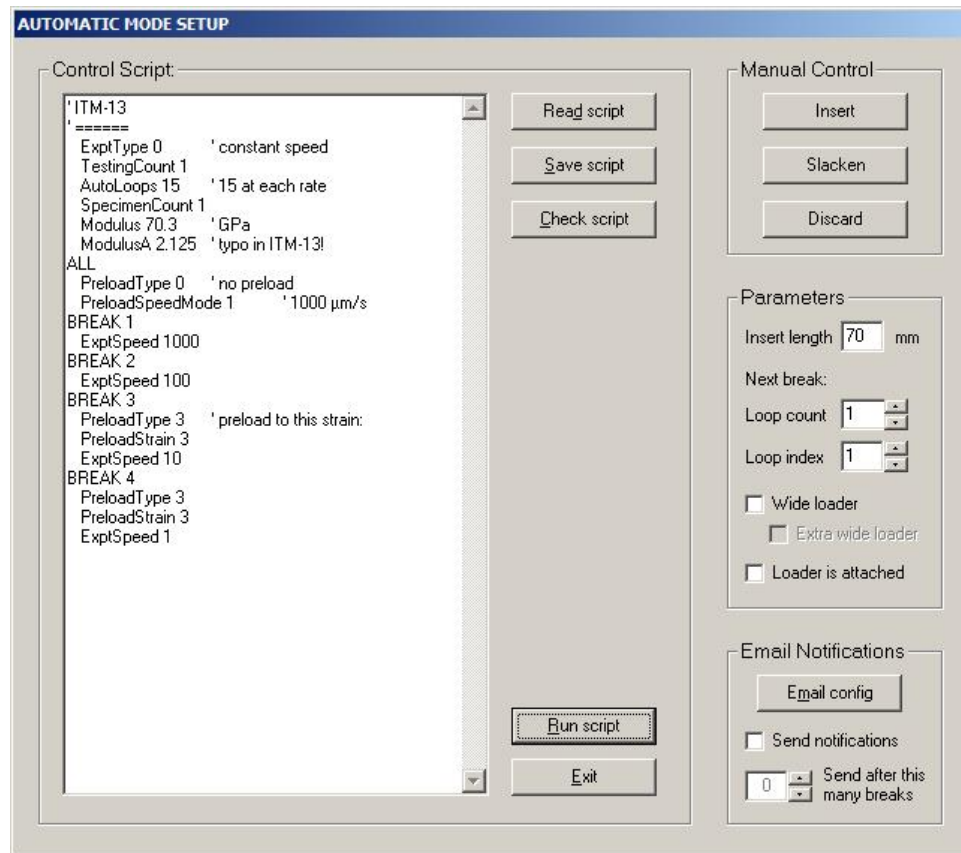 AUTOMATIC MODE SETUP
Control Script:
' ITM-13
' ======
ExptType 0 ' constant speed
TestingCount 1
AutoLoops 15 ' 15 at each rate
SpecimenCount 1
Modulus 70.3 ' GPa
ModulusA 2.125 ' typo in ITM-13!
ALL
PreloadType 0 ' no preload
PreloadSpeedMode 1 ' 1000 µm/s
BREAK 1
ExptSpeed 1000
BREAK 2
ExptSpeed 100
BREAK 3
PreloadType 3 ' preload to this strain:
PreloadStrain 3
ExptSpeed 10
BREAK 4
PreloadType 3
PreloadStrain 3
ExptSpeed 1
Read script
Save script
Check script
Run script
Exit
Manual Control
Insert
Slacken
Discard
Parameters
Insert length 70 mm
Next break:
Loop count 1
Loop index 1
Wide loader
Extra wide loader
Loader is attached
Email Notifications
Email config
Send notifications
0 Send after this
many breaks